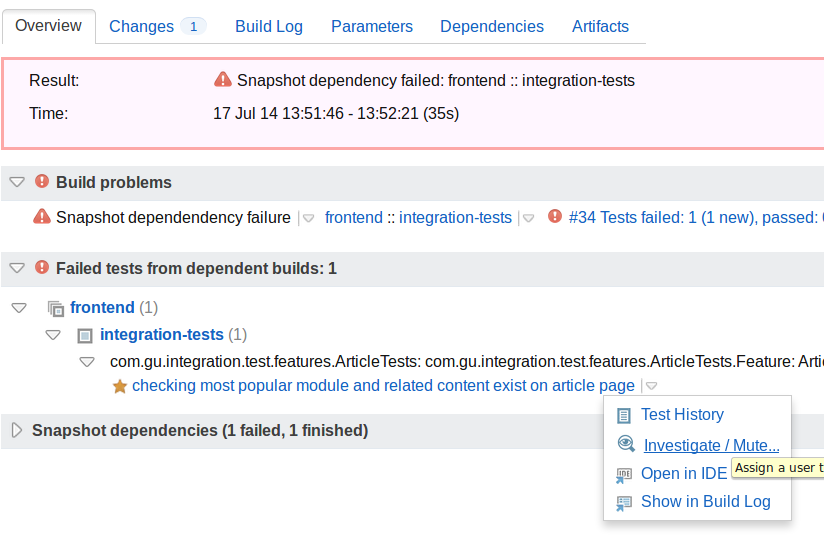 Overview Changes 1 Build Log Parameters Dependencies Artifacts
Result: Snapshot dependency failed: frontend :: integration-tests
Time: 17 Jul 14 13:51:46 - 13:52:21 (35s)
Build problems
Snapshot dependendency failure frontend :: integration-tests #34 Tests failed: 1 (1 new), passed:
Failed tests from dependent builds: 1
frontend (1)
integration-tests (1)
com.gu.integration.test.features.ArticleTests: com.gu.integration.test.features.ArticleTests.Feature: Artic
checking most popular module and related content exist on article page
Test History
Snapshot dependencies (1 failed, 1 finished)
Investigate / Mute...
Assign a user t
Open in IDE
Show in Build Log